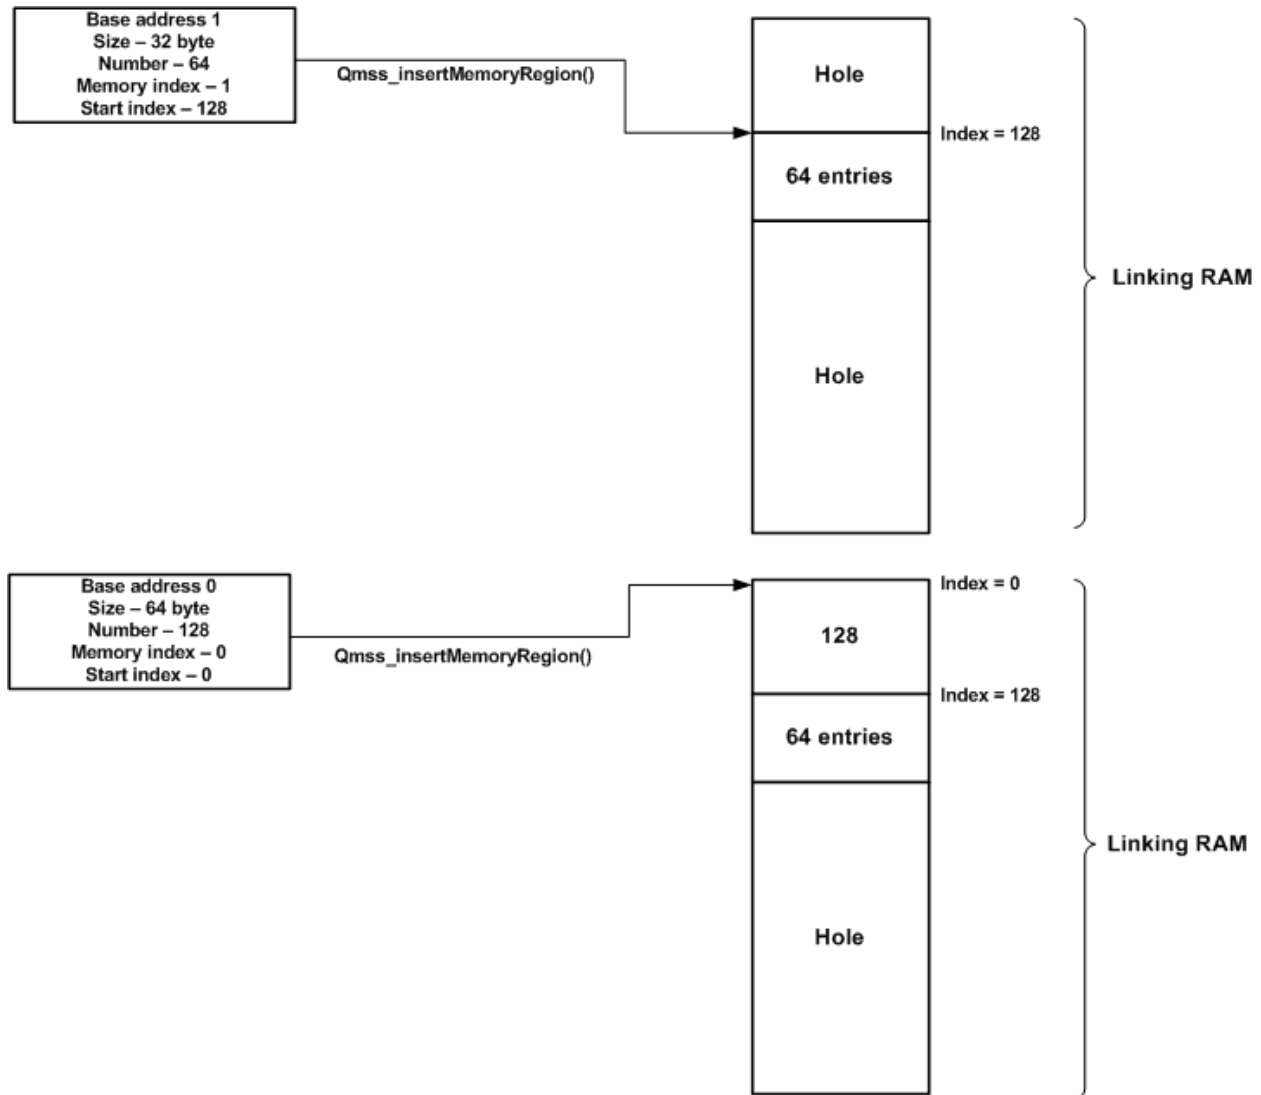 Base address 1
Size – 32 byte
Number – 64
Memory index – 1
Start index – 128
Qmss_insertMemoryRegion()
Hole
Index = 128
64 entries
Hole
Linking RAM
Base address 0
Size – 64 byte
Number – 128
Memory index – 0
Start index – 0
Qmss_insertMemoryRegion()
Index = 0
128
Index = 128
64 entries
Hole
Linking RAM